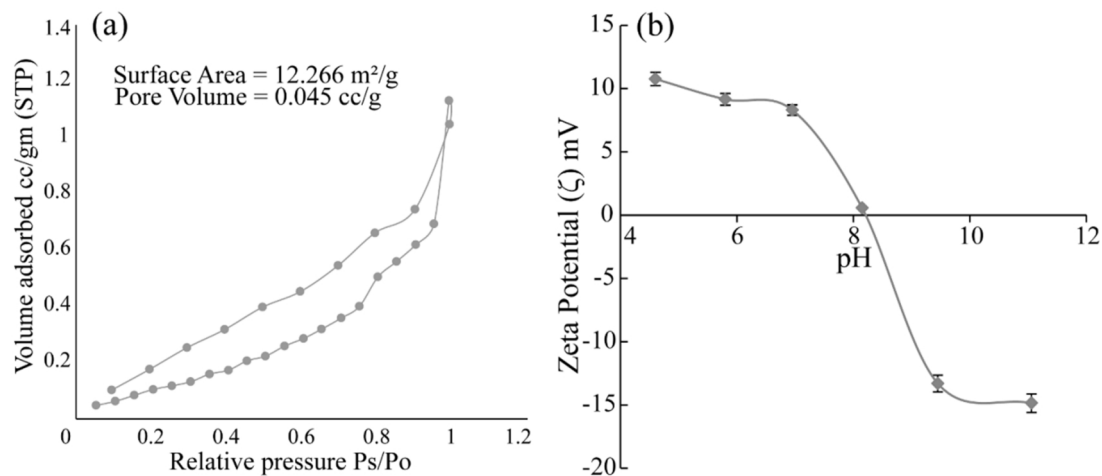 (a)
1.4
1.2
1
0.8
0.6
0.4
0.2
Volume adsorbed cc/gm (STP)
Surface Area = 12.266 m²/g
Pore Volume = 0.045 cc/g
0 0.2 0.4 0.6 0.8 1 1.2
Relative pressure Ps/Po
(b)
15
10
5
0
-5
-10
-15
-20
Zeta Potential (ζ) mV
4 6 8 10 12
pH